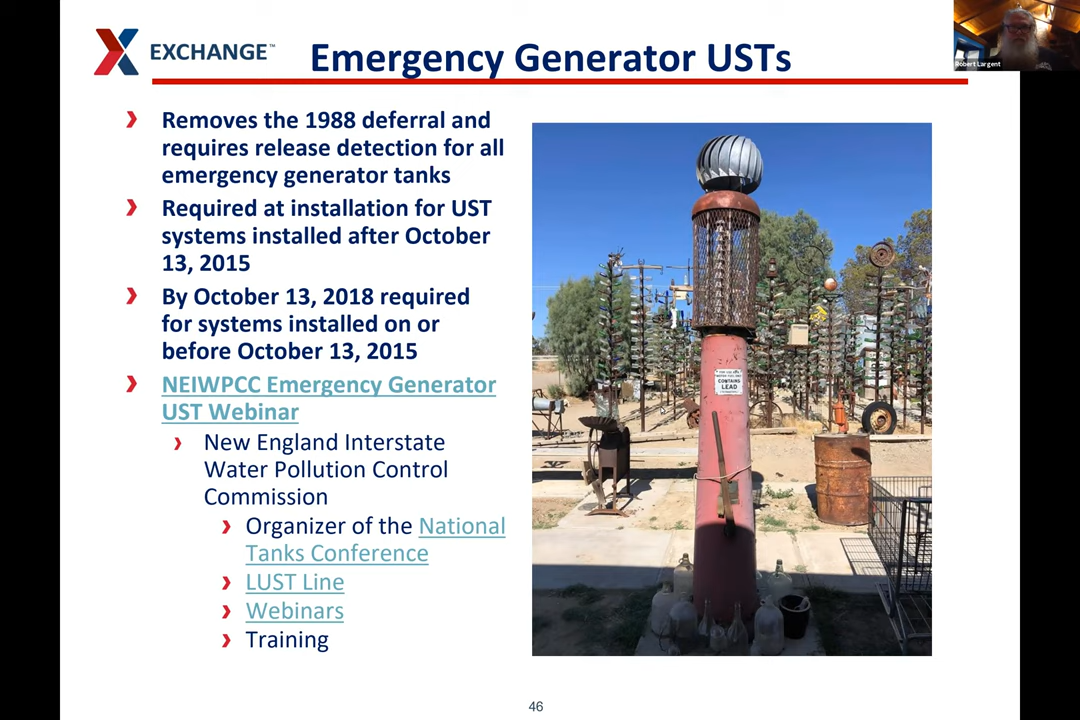 EXCHANGE™
Emergency Generator USTs
Robert Largent
Removes the 1988 deferral and
requires release detection for all
emergency generator tanks
Required at installation for UST
systems installed after October
13, 2015
By October 13, 2018 required
for systems installed on or
before October 13, 2015
NEIWPCC Emergency Generator
UST Webinar
New England Interstate
Water Pollution Control
Commission
Organizer of the National
Tanks Conference
LUST Line
Webinars
Training
CONTAINS
LEAD
46